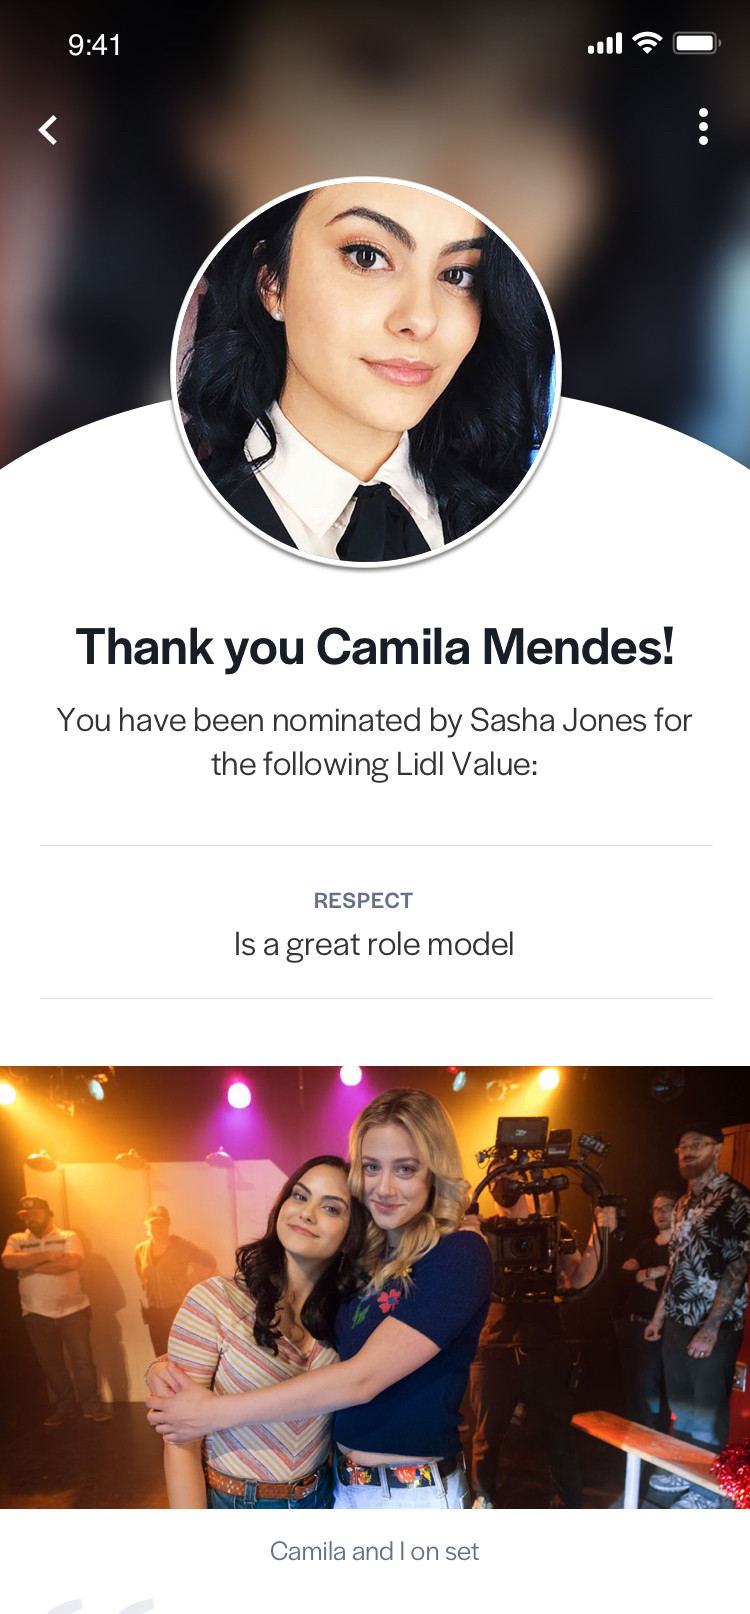 9:41
Thank you Camila Mendes!
You have been nominated by Sasha Jones for
the following Lidl Value:
RESPECT
Is a great role model
Camila and I on set
“